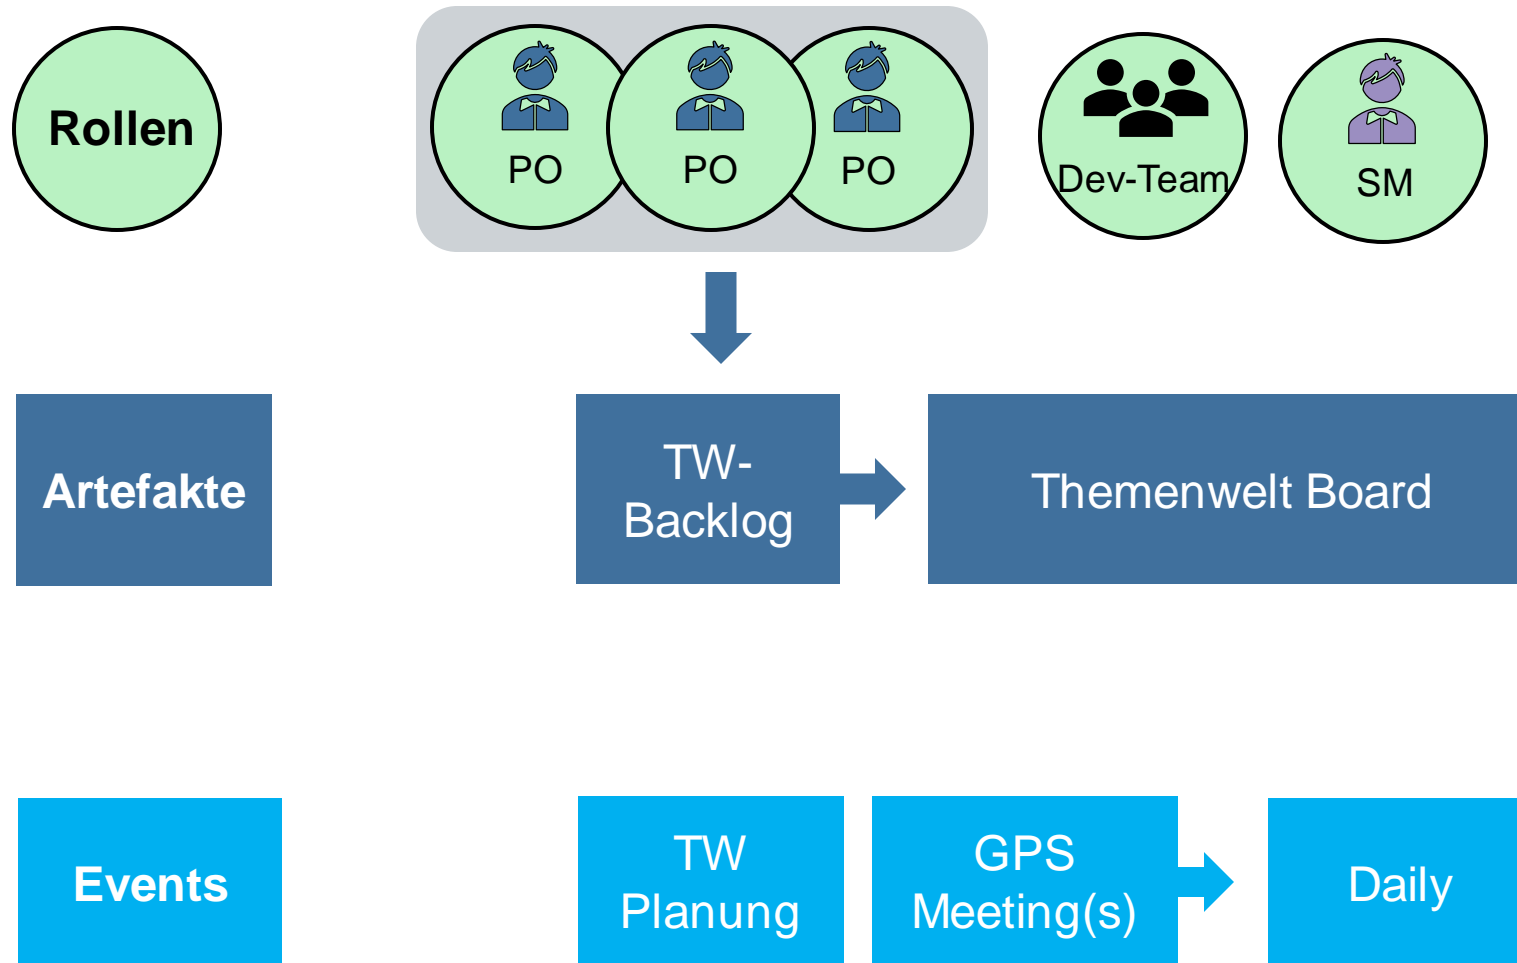 Rollen
PO
PO
PO
Dev-Team
SM
Artefakte
TW-
Backlog
Themenwelt Board
Events
TW
Planung
GPS
Meeting(s)
Daily